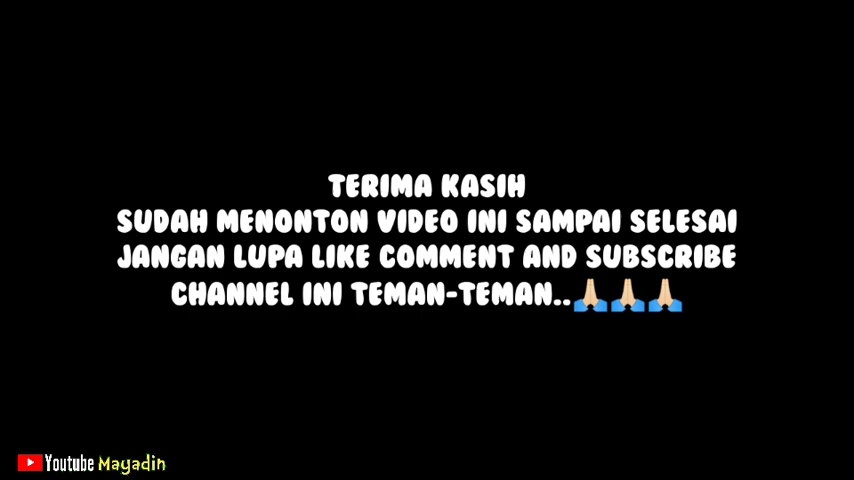 TERIMA KASIH
SUDAH MENONTON VIDEO INI SAMPAI SELESAI
JANGAN LUPA LIKE COMMENT AND SUBSCRIBE
CHANNEL INI TEMAN-TEMAN..🙏🏻🙏🏻🙏🏻
Youtube Mayadin